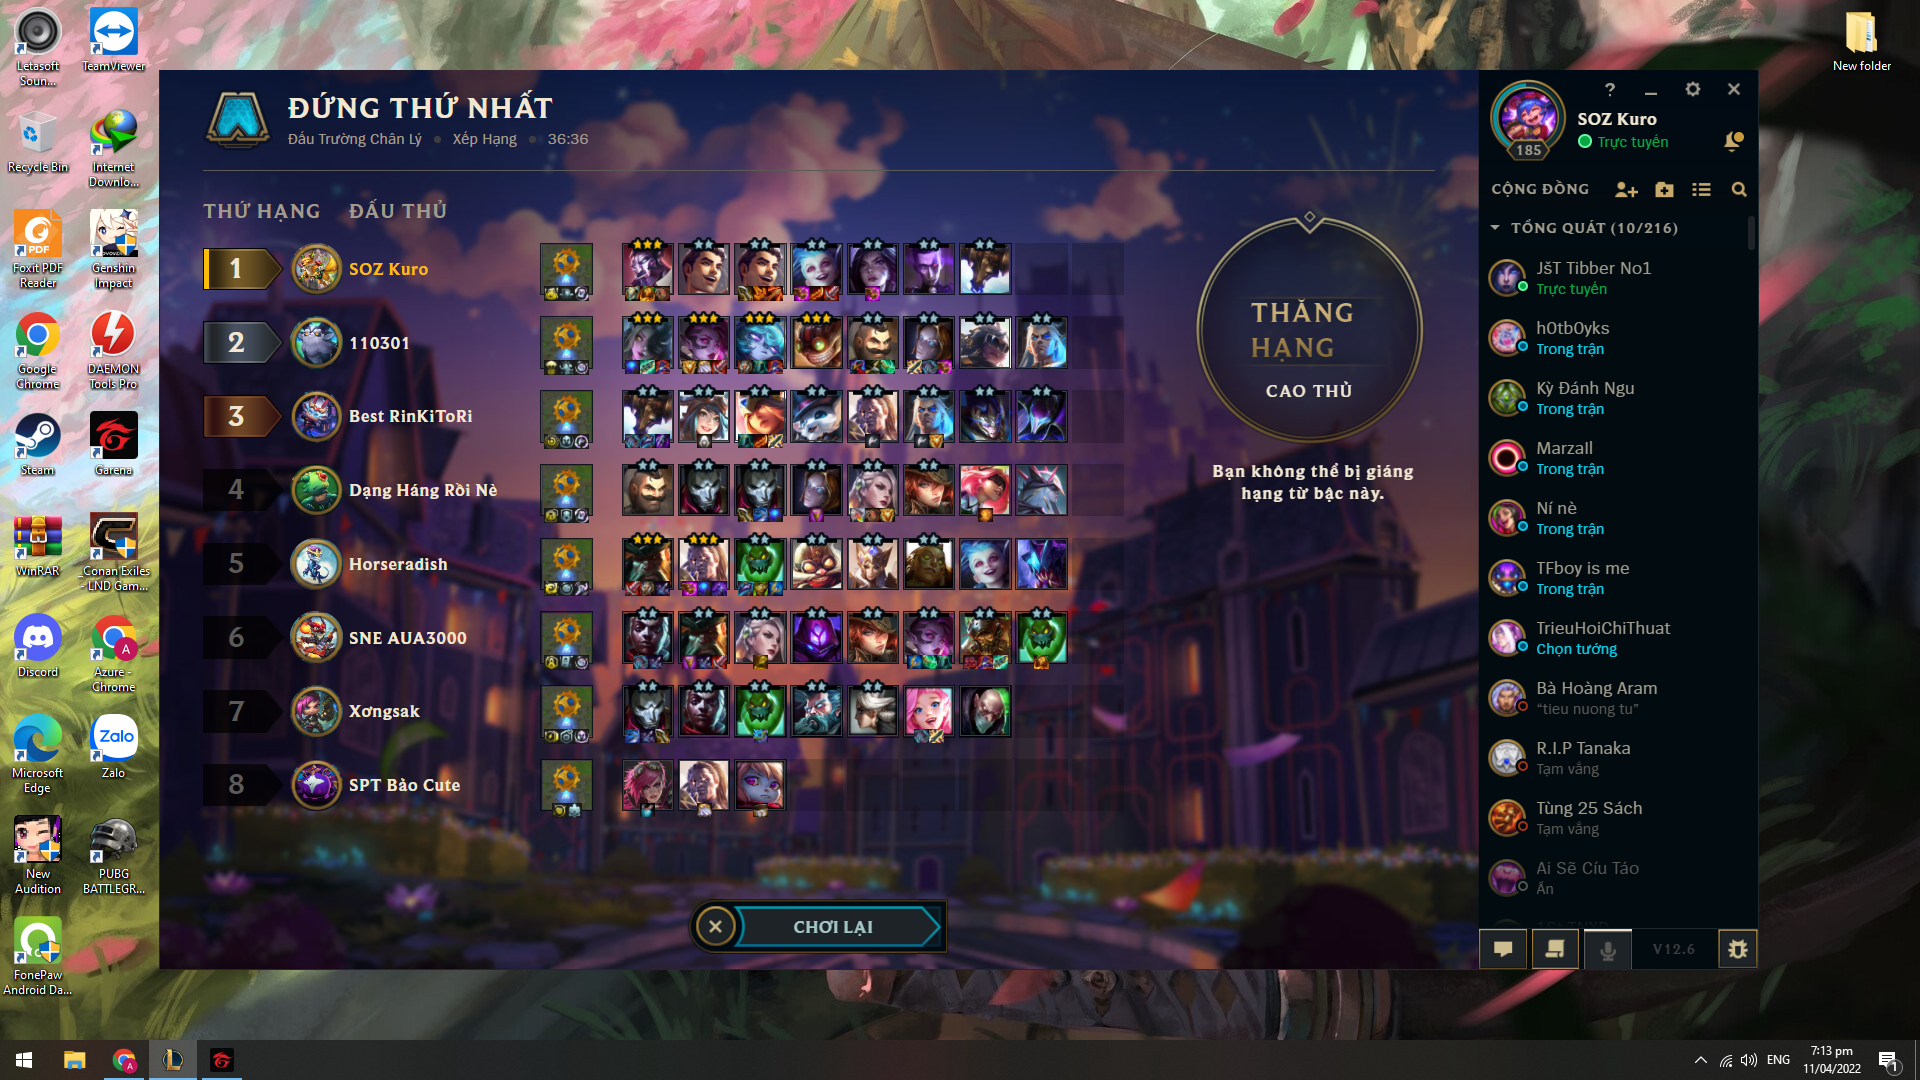 Letasoft
Soun...
TeamViewer
New folder
Recycle Bin
Internet
Downlo...
Foxit PDF
Reader
Genshin
Impact
Google
Chrome
DAEMON
Tools Pro
Steam
Garena
WinRAR
_Conan Exiles
- LND Gam...
Discord
Azure -
Chrome
Microsoft
Edge
Zalo
Zalo
New
Audition
PUBG
BATTLEGR...
FonePaw
Android Da...
ĐỨNG THỨ NHẤT
Đấu Trường Chân Lý
Xếp Hạng
36:36
THỨ HẠNG
ĐẤU THỦ
1 SOZ Kuro
2 110301
3 Best RinKiToRi
4 Dạng Háng Rồi Nè
5 Horseradish
6 SNE AUA3000
7 Xơngsak
8 SPT Bảo Cute
THĂNG
HẠNG
CAO THỦ
Bạn không thể bị giáng
hạng từ bậc này.
CHƠI LẠI
185
SOZ Kuro
Trực tuyến
CỘNG ĐỒNG
TỔNG QUÁT (10/216)
JšT Tibber No1
Trực tuyến
h0tb0yks
Trong trận
Kỳ Đánh Ngu
Trong trận
Marzall
Trong trận
Ní nè
Trong trận
TFboy is me
Trong trận
TrieuHoiChiThuat
Chọn tướng
Bà Hoàng Aram
“tieu nuong tu”
R.I.P Tanaka
Tạm vắng
Tùng 25 Sách
Tạm vắng
Ai Sẽ Cíu Táo
Ẩn
V12.6
ENG
7:13 pm
11/04/2022
1